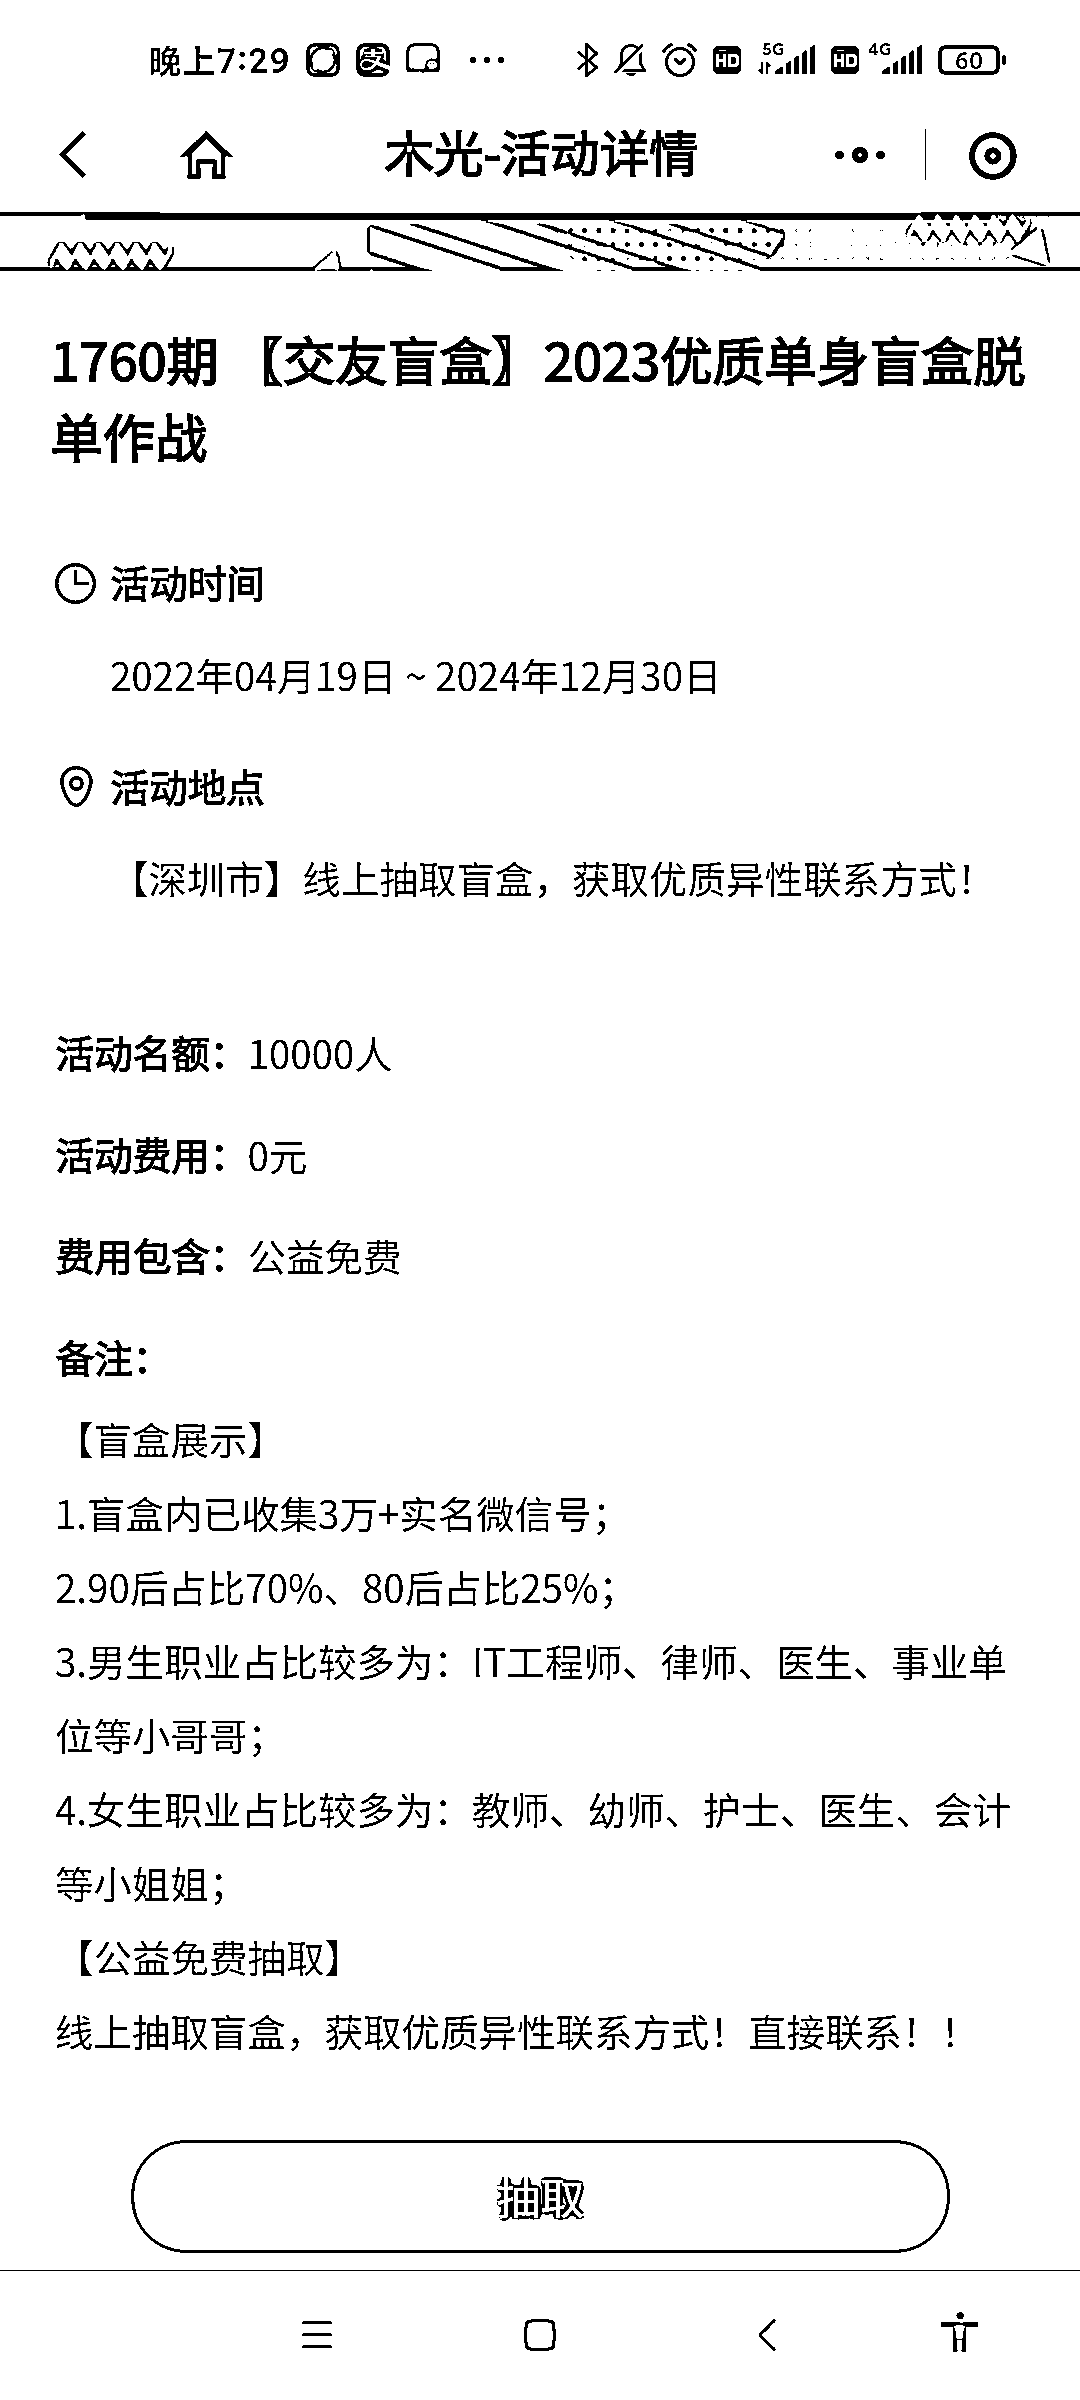 晚上7:29 ... HD 5G HD 4G 60
木光-活动详情
1760期 【交友盲盒】2023优质单身盲盒脱
单作战
活动时间
2022年04月19日 ~ 2024年12月30日
活动地点
【深圳市】线上抽取盲盒，获取优质异性联系方式！
活动名额：10000人
活动费用：0元
费用包含：公益免费
备注：
【盲盒展示】
1.盲盒内已收集3万+实名微信号；
2.90后占比70%、80后占比25%；
3.男生职业占比较多为：IT工程师、律师、医生、事业单
位等小哥哥；
4.女生职业占比较多为：教师、幼师、护士、医生、会计
等小姐姐；
【公益免费抽取】
线上抽取盲盒，获取优质异性联系方式！直接联系！！
抽取